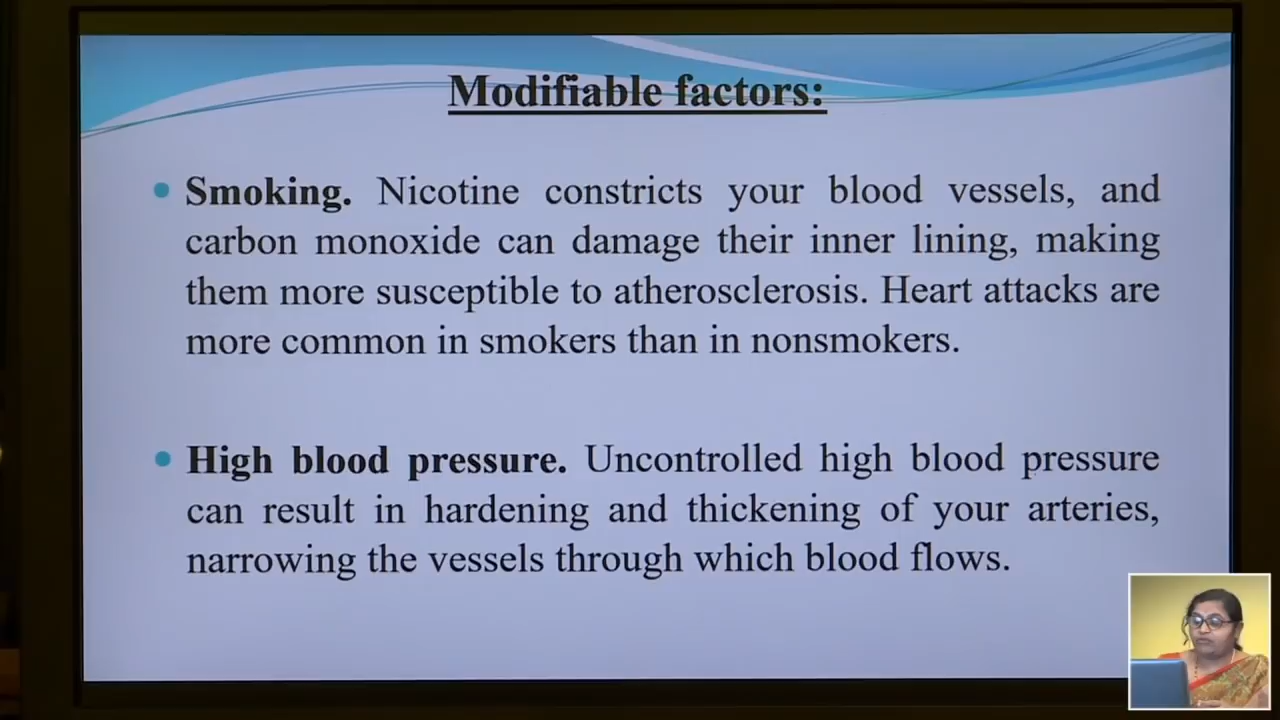 Modifiable factors:
Smoking. Nicotine constricts your blood vessels, and
carbon monoxide can damage their inner lining, making
them more susceptible to atherosclerosis. Heart attacks are
more common in smokers than in nonsmokers.
High blood pressure. Uncontrolled high blood pressure
can result in hardening and thickening of your arteries,
narrowing the vessels through which blood flows.